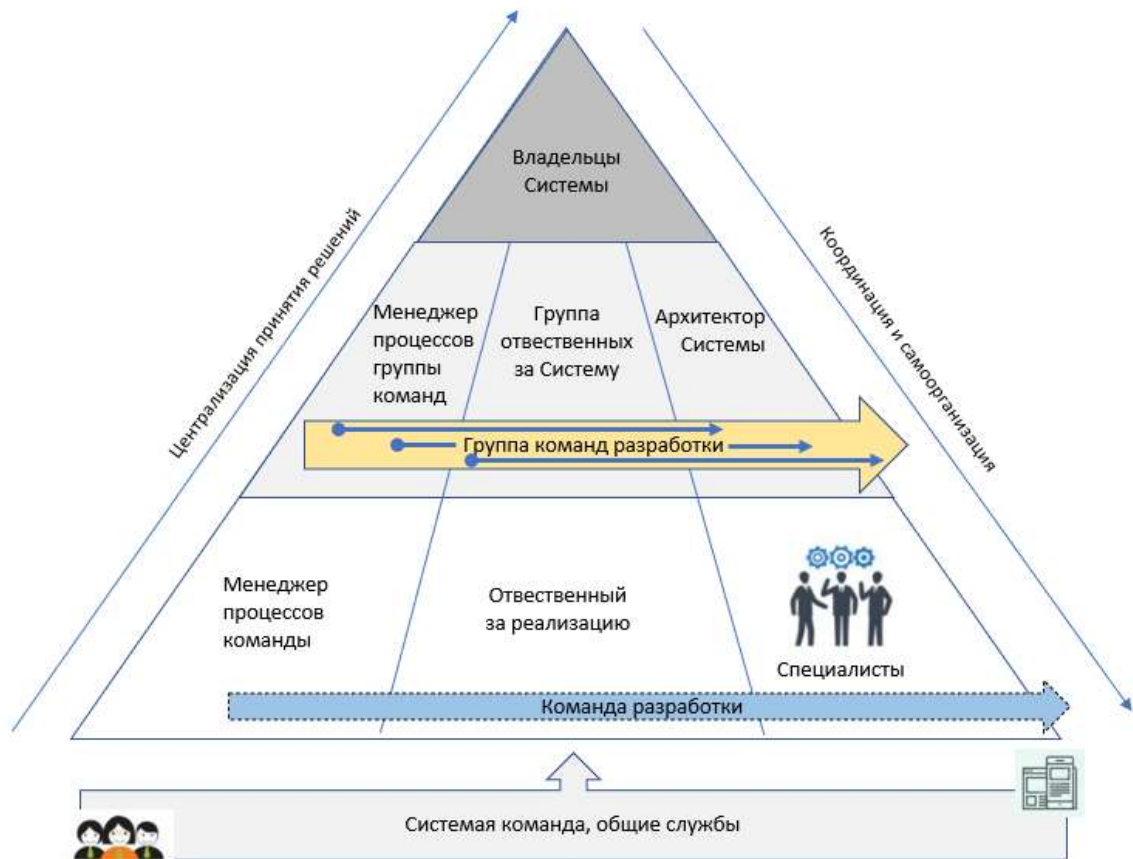 Владельцы
Системы
Централизация принятия решений
Координация и самоорганизация
Менеджер
процессов
группы
команд
Группа
отвественных
за Систему
Архитектор
Системы
Группа команд разработки
Менеджер
процессов
команды
Отвественный
за реализацию
Специалисты
Команда разработки
Системая команда, общие службы